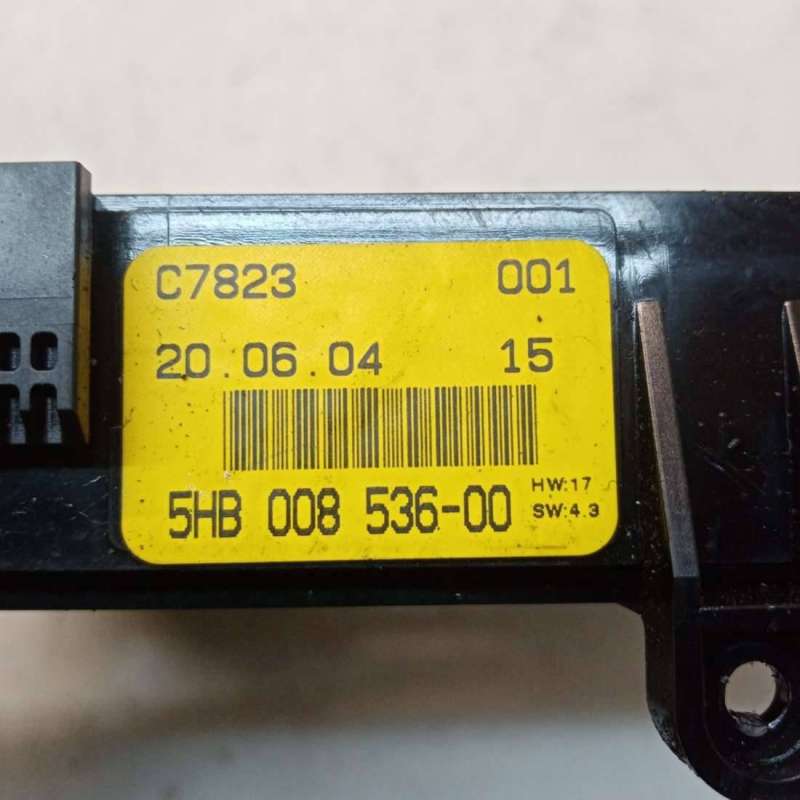 C7823 001
20.06.04 15
5HB 008 536-00 HW:17
SW:4.3